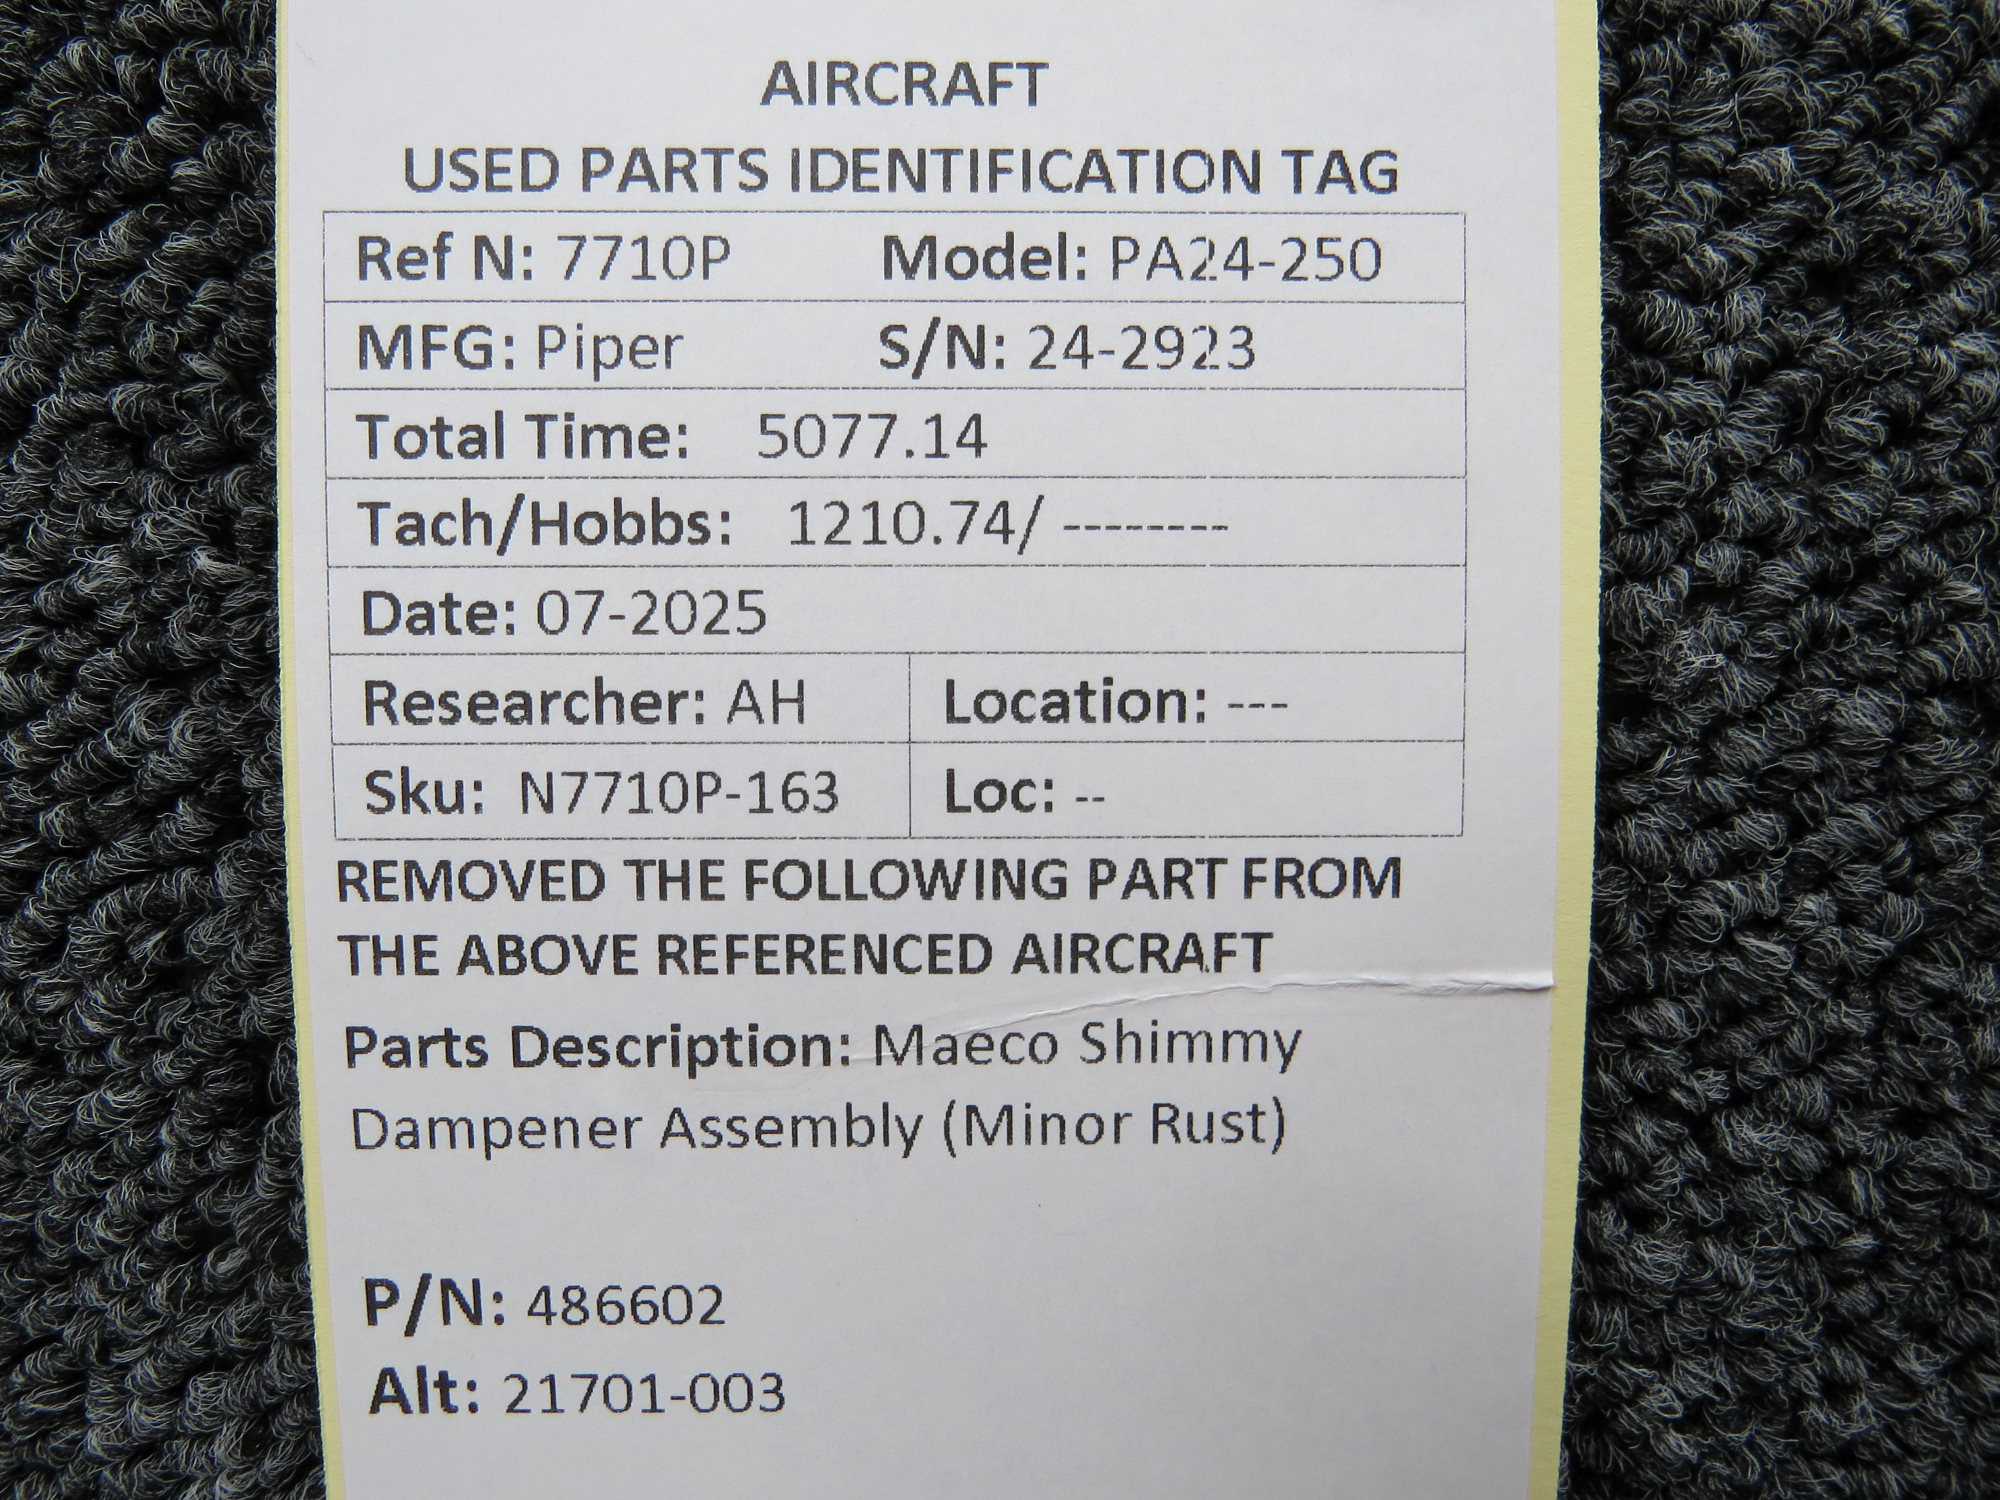 AIRCRAFT
USED PARTS IDENTIFICATION TAG
Ref N: 7710P Model: PA24-250
MFG: Piper S/N: 24-2923
Total Time: 5077.14
Tach/Hobbs: 1210.74/ --------
Date: 07-2025
Researcher: AH Location: ---
Sku: N7710P-163 Loc: --
REMOVED THE FOLLOWING PART FROM
THE ABOVE REFERENCED AIRCRAFT
Parts Description: Maeco Shimmy
Dampener Assembly (Minor Rust)
P/N: 486602
Alt: 21701-003